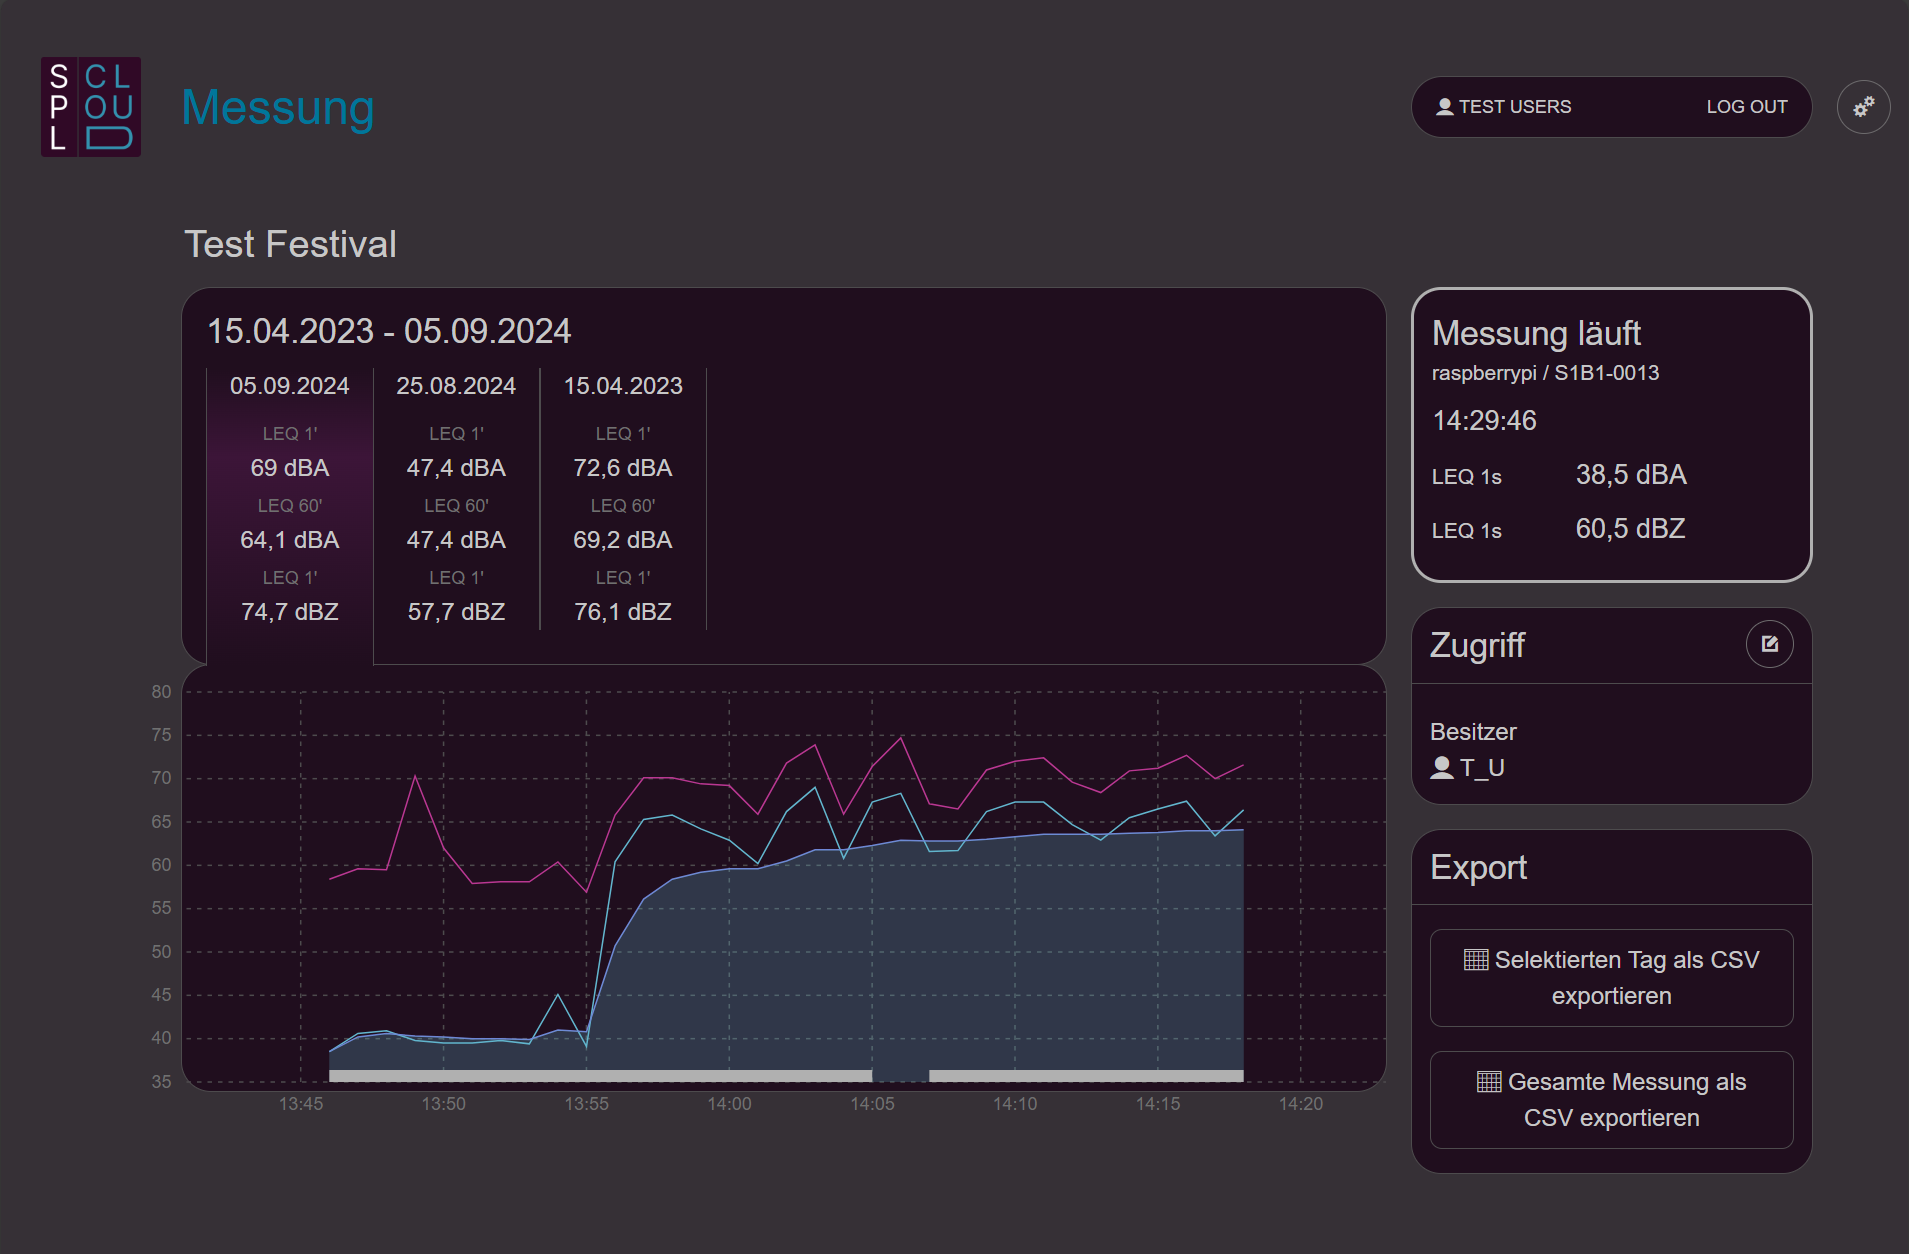 S CL
P OU
L D
Messung
TEST USERS
LOG OUT
Test Festival
15.04.2023 - 05.09.2024
05.09.2024 25.08.2024 15.04.2023
LEQ 1' LEQ 1' LEQ 1'
69 dBA 47,4 dBA 72,6 dBA
LEQ 60' LEQ 60' LEQ 60'
64,1 dBA 47,4 dBA 69,2 dBA
LEQ 1' LEQ 1' LEQ 1'
74,7 dBZ 57,7 dBZ 76,1 dBZ
80
75
70
65
60
55
50
45
40
35
13:45 13:50 13:55 14:00 14:05 14:10 14:15 14:20
Messung läuft
raspberrypi / S1B1-0013
14:29:46
LEQ 1s 38,5 dBA
LEQ 1s 60,5 dBZ
Zugriff
Besitzer
T_U
Export
Selektierten Tag als CSV
exportieren
Gesamte Messung als
CSV exportieren